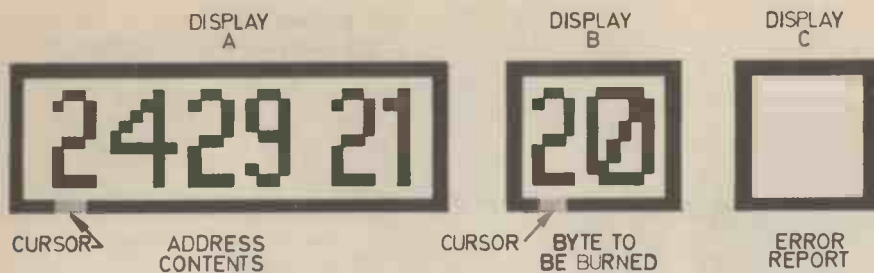 DISPLAY
A
DISPLAY
B
DISPLAY
C
2429 21
20
CURSOR
ADDRESS
CONTENTS
CURSOR
BYTE TO
BE BURNED
ERROR
REPORT